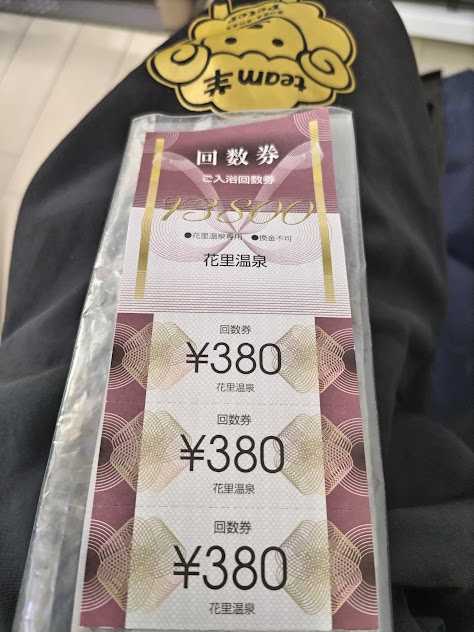 team羊
回数券
ご入浴回数券
¥3800
●花里温泉専用 ●換金不可
花里温泉
回数券
¥380
花里温泉
回数券
¥380
花里温泉
回数券
¥380
花里温泉